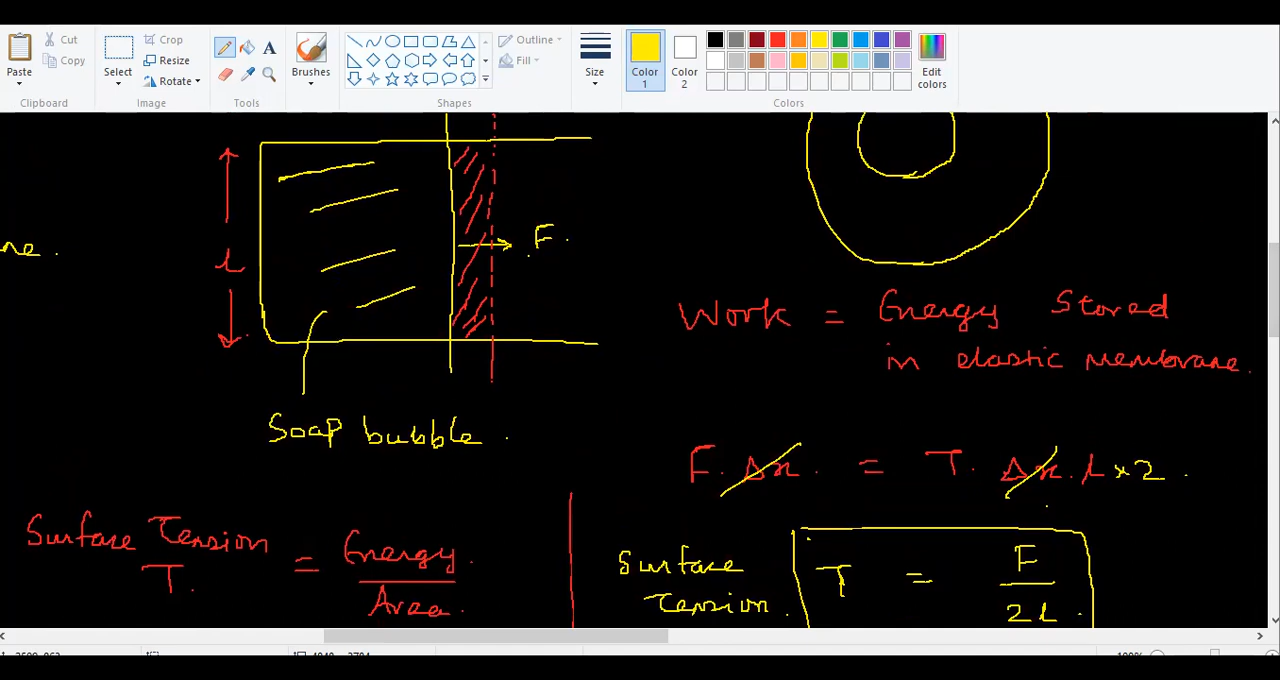 Cut
Copy
Paste
Clipboard
Crop
Resize
Rotate
Select
Image
A
Tools
Brushes
Outline
Fill
Shapes
Size
Color
1
Color
2
Edit
colors
Colors
l
F.
ne.
Soap bubble.
Work = Energy Stored
in elastic membrane.
F. Δx. = T. Δx. l × 2.
Surface Tension
T. = Energy.
Area.
Surface
Tension.
T = F
2l.
100%